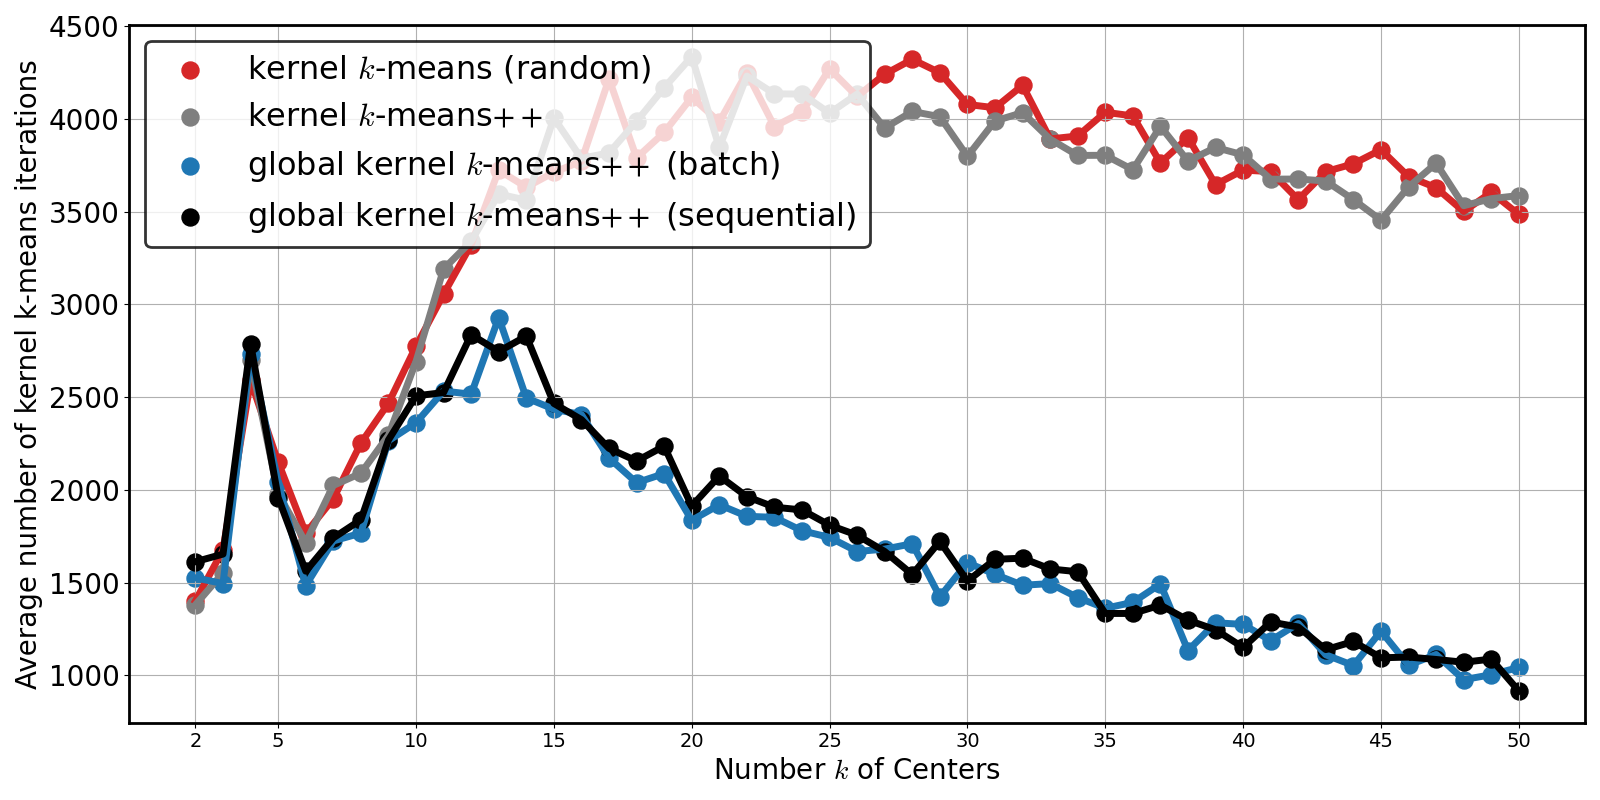 4500
4000
3500
3000
2500
2000
1500
1000
Average number of kernel k-means iterations
kernel k-means (random)
kernel k-means++
global kernel k-means++ (batch)
global kernel k-means++ (sequential)
2 5 10 15 20 25 30 35 40 45 50
Number k of Centers